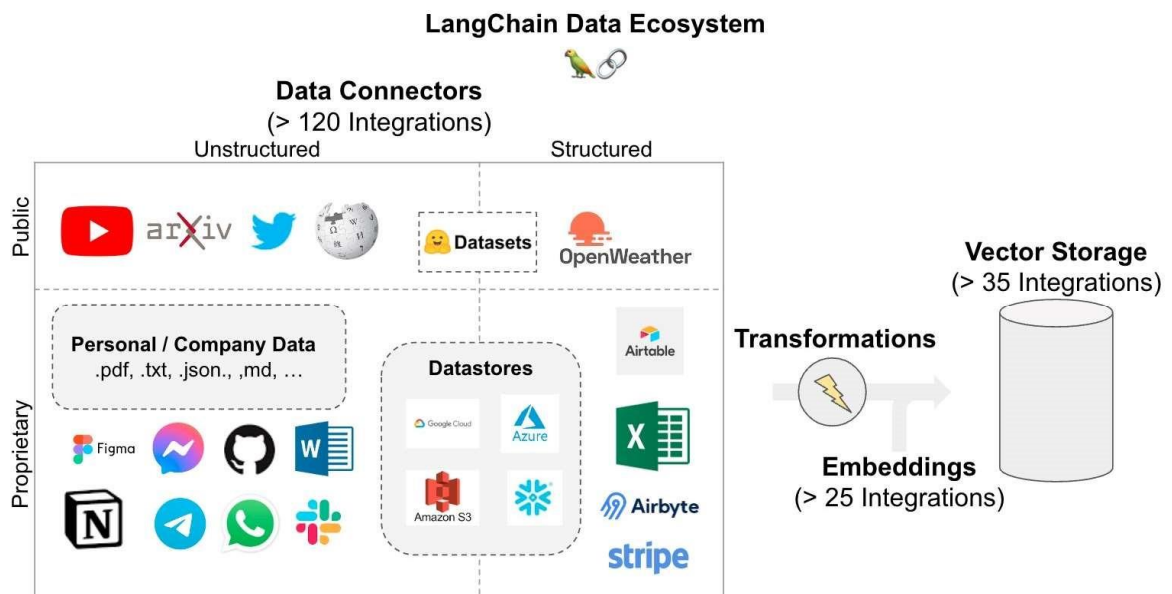 LangChain Data Ecosystem
Data Connectors
(> 120 Integrations)
Unstructured
Structured
Public
arXiv
Datasets
OpenWeather
Vector Storage
(> 35 Integrations)
Proprietary
Personal / Company Data
.pdf, .txt, .json., ,md, …
Datastores
Airtable
Transformations
Google Cloud
Azure
Figma
W
X
Embeddings
(> 25 Integrations)
N
Amazon S3
Airbyte
stripe